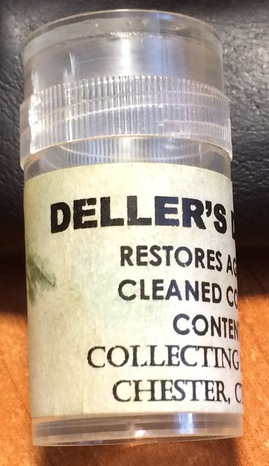 DELLER'S
RESTORES
CLEANED
COLLECTING
CHESTER,